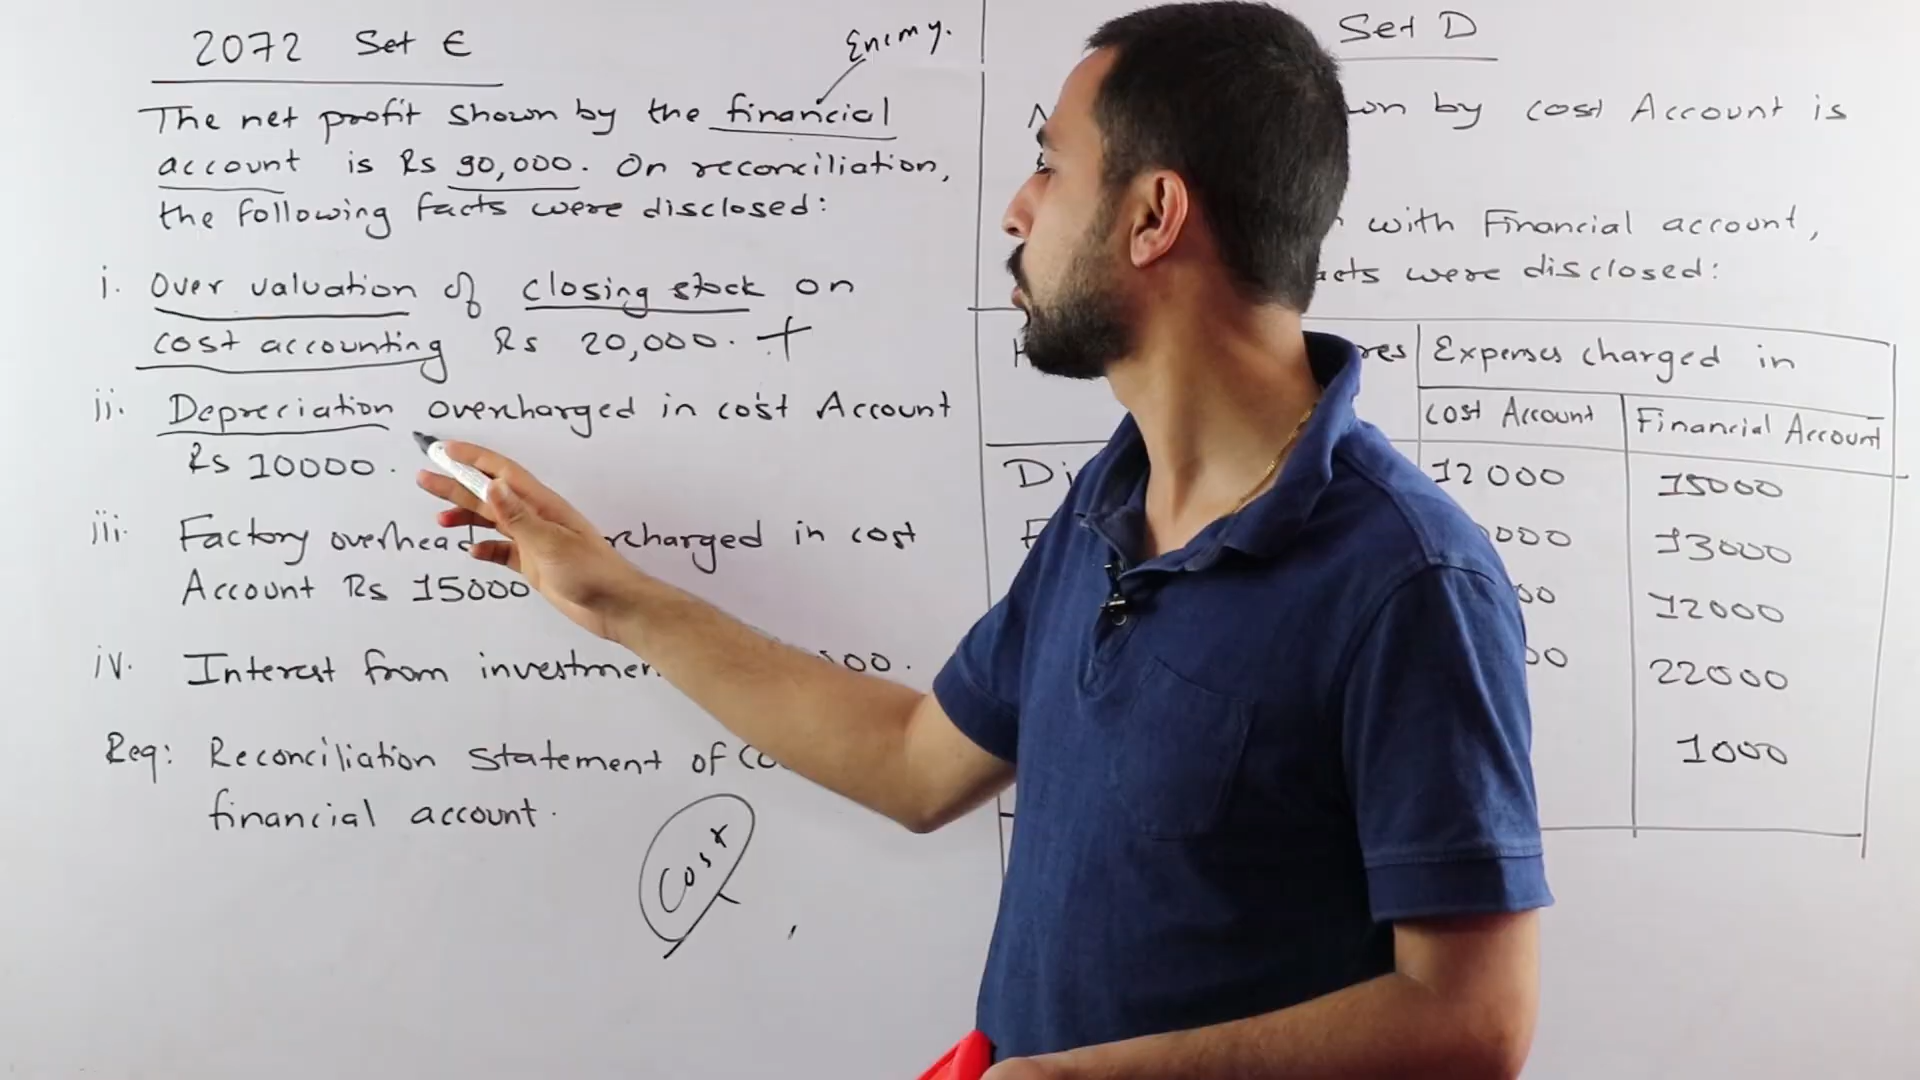 2072 Set E
Enemy.
The net profit shown by the financial
account is Rs 90,000. On reconciliation,
the following facts were disclosed:
i. Over valuation of closing stock on
cost accounting Rs 20,000. +
ii. Depreciation overcharged in cost Account
Rs 10000.
iii. Factory overhead in cost
Account Rs 15000
iv. Interest from
Req: Reconciliation statement of
financial account.
Cost
Set D
by cost Account is
with Financial account,
were disclosed:
Expenses charged in
Cost Account Financial Account
12000 15000
13000
12000
22000
1000